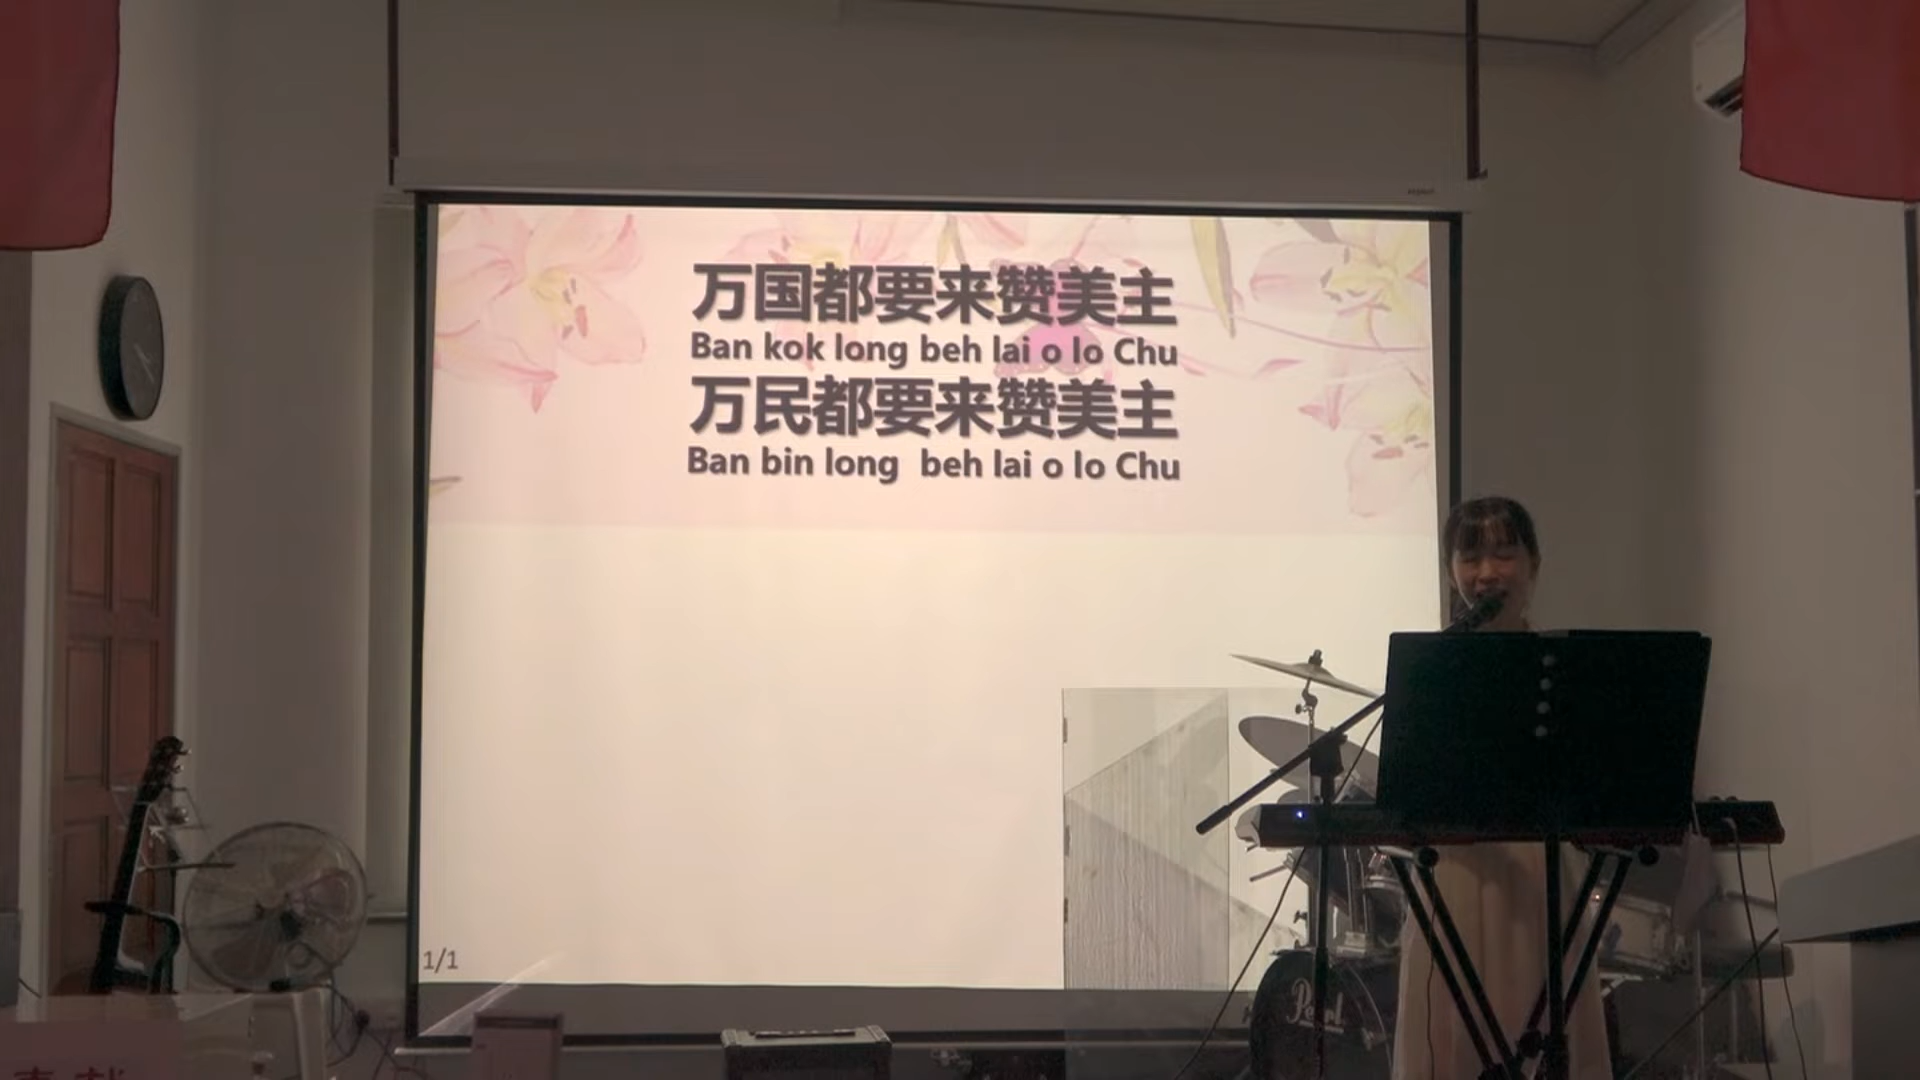 万国都要来赞美主
Ban kok long beh lai o lo Chu
万民都要来赞美主
Ban bin long beh lai o lo Chu
1/1
Pearl